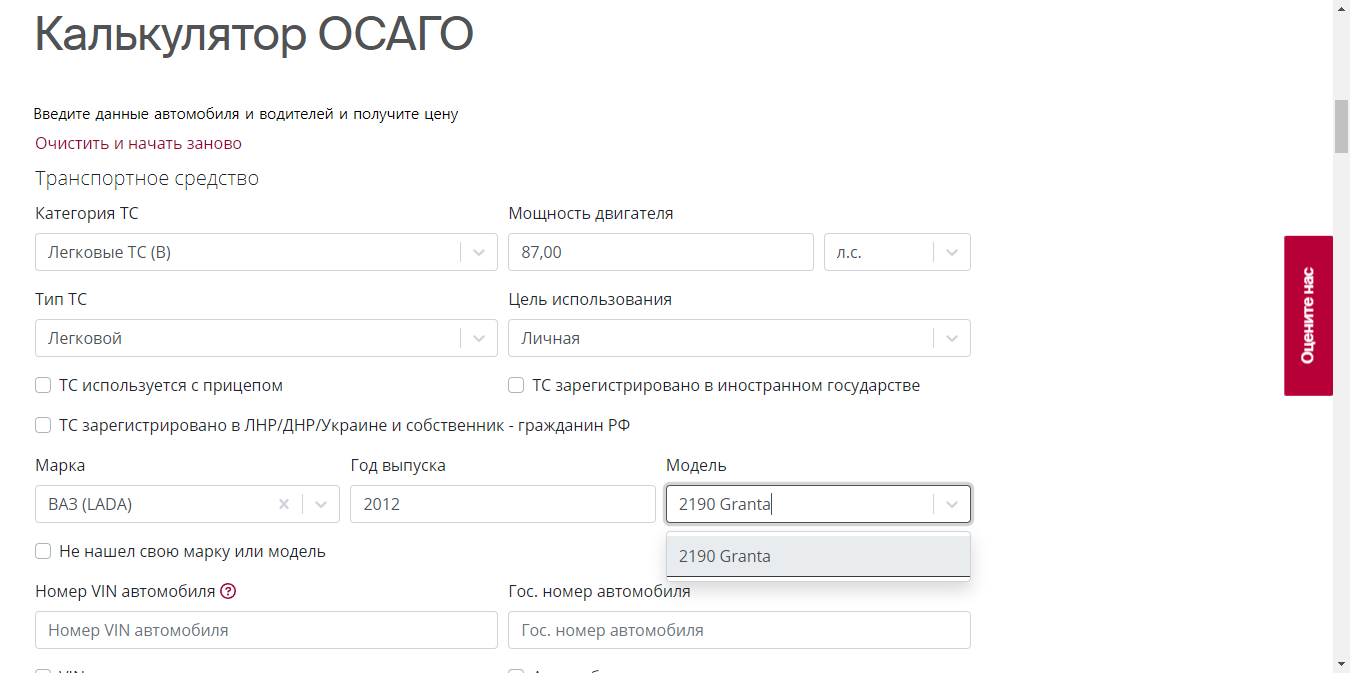 Калькулятор ОСАГО
Введите данные автомобиля и водителей и получите цену
Очистить и начать заново
Транспортное средство
Категория ТС Мощность двигателя
Легковые ТС (B) 87,00 л.с.
Тип ТС Цель использования
Легковой Личная
ТС используется с прицепом ТС зарегистрировано в иностранном государстве
ТС зарегистрировано в ЛНР/ДНР/Украине и собственник - гражданин РФ
Марка Год выпуска Модель
ВАЗ (LADA) 2012 2190 Granta
Не нашел свою марку или модель 2190 Granta
Номер VIN автомобиля Гос. номер автомобиля
Номер VIN автомобиля Гос. номер автомобиля
Оцените нас